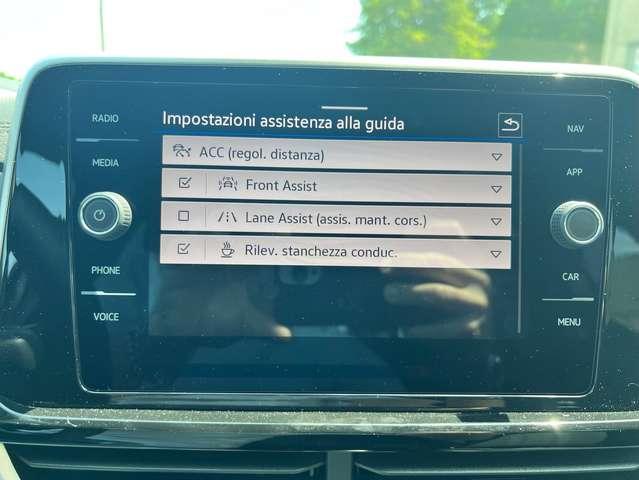 RADIO
MEDIA
PHONE
VOICE
Impostazioni assistenza alla guida
ACC (regol. distanza)
Front Assist
Lane Assist (assis. mant. cors.)
Rilev. stanchezza conduc.
NAV
APP
CAR
MENU